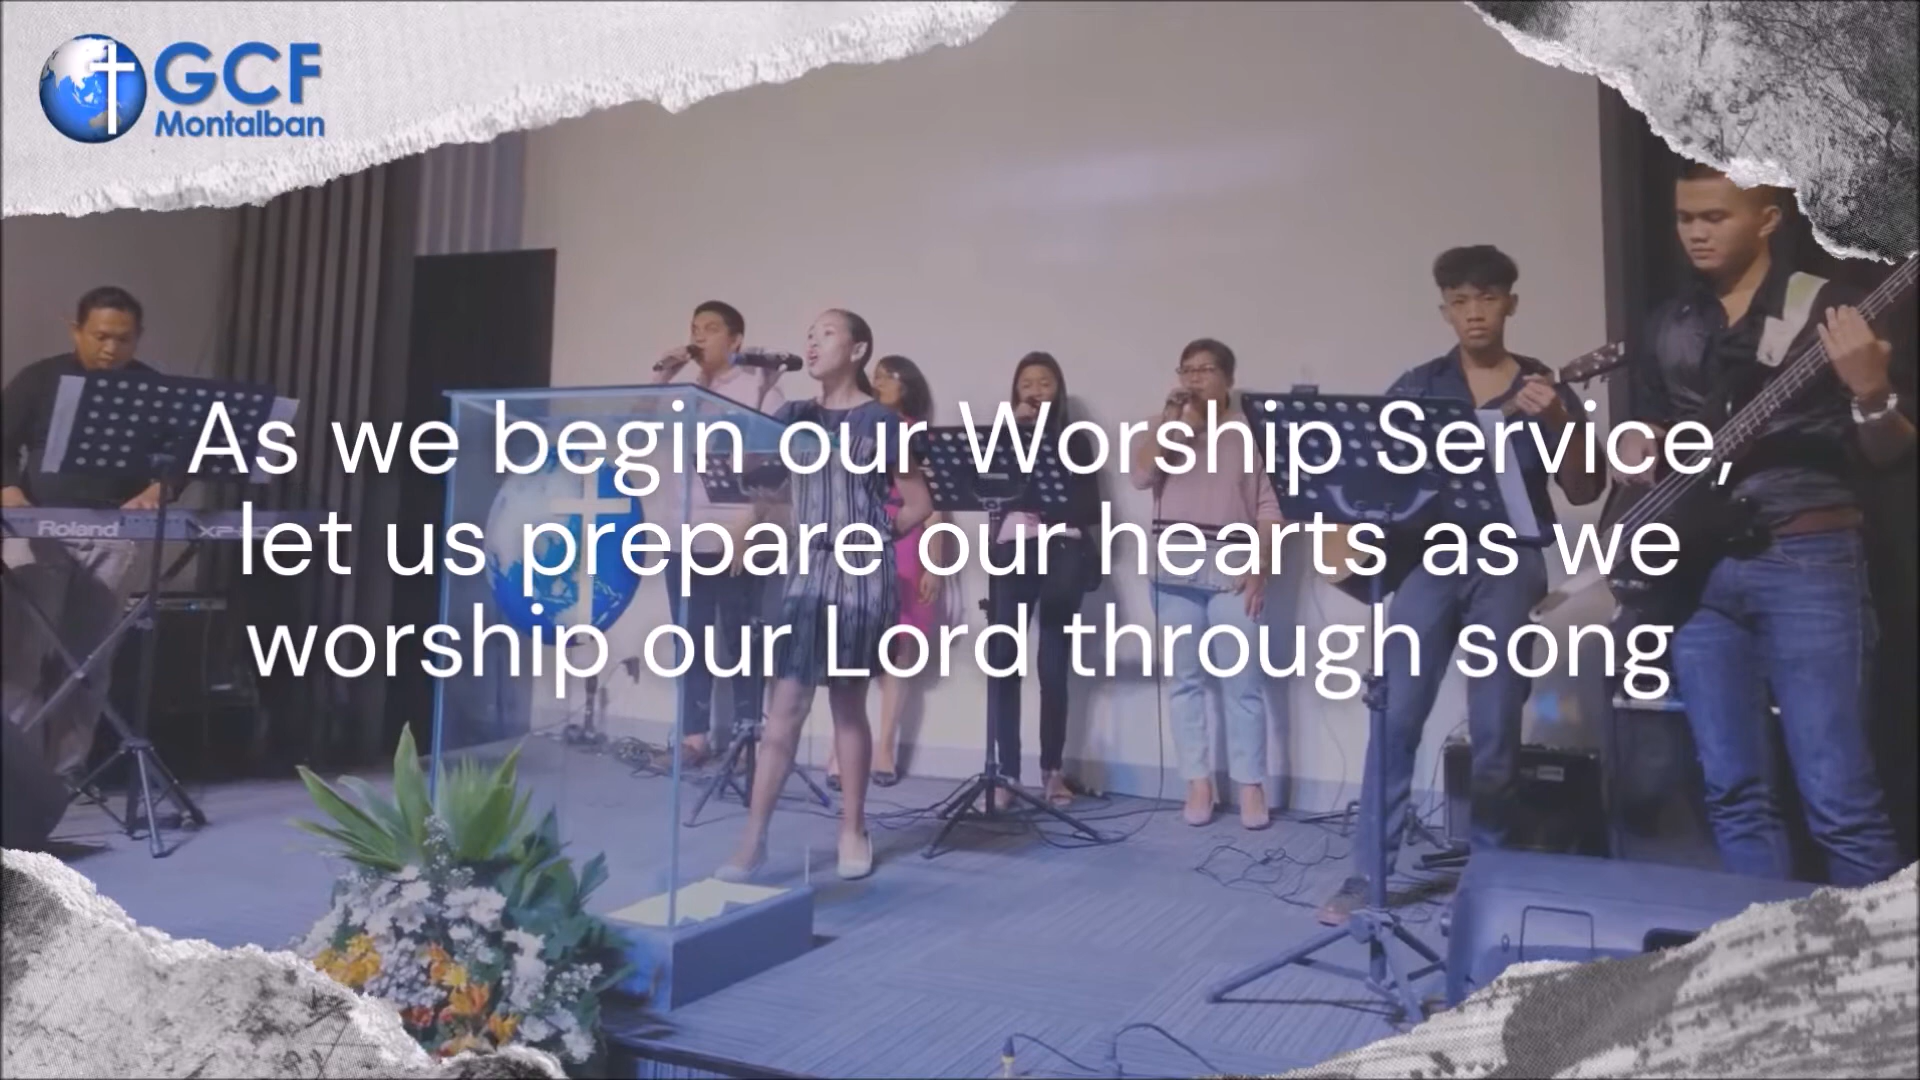 GCF
Montalban
As we begin our Worship Service,
let us prepare our hearts as we
worship our Lord through song
Roland